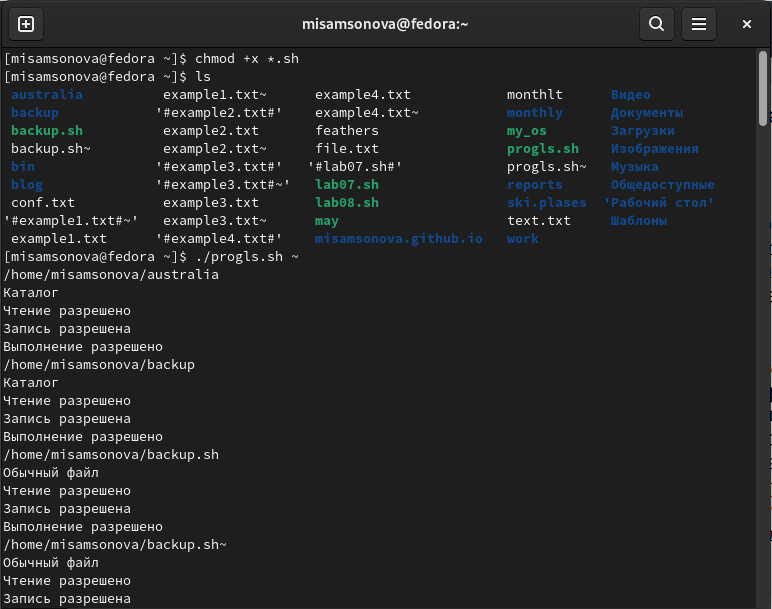 misamsonova@fedora:~
[misamsonova@fedora ~]$ chmod +x *.sh
[misamsonova@fedora ~]$ ls
australia example1.txt~ example4.txt monthlt Видео
backup '#example2.txt#' example4.txt~ monthly Документы
backup.sh example2.txt feathers my_os Загрузки
backup.sh~ example2.txt~ file.txt progls.sh Изображения
bin '#example3.txt#' '#lab07.sh#' progls.sh~ Музыка
blog '#example3.txt#~' lab07.sh reports Общедоступные
conf.txt example3.txt lab08.sh ski.plases 'Рабочий стол'
'#example1.txt#~' example3.txt~ may text.txt Шаблоны
example1.txt '#example4.txt#' misamsonova.github.io work
[misamsonova@fedora ~]$ ./progls.sh ~
/home/misamsonova/australia
Каталог
Чтение разрешено
Запись разрешена
Выполнение разрешено
/home/misamsonova/backup
Каталог
Чтение разрешено
Запись разрешена
Выполнение разрешено
/home/misamsonova/backup.sh
Обычный файл
Чтение разрешено
Запись разрешена
Выполнение разрешено
/home/misamsonova/backup.sh~
Обычный файл
Чтение разрешено
Запись разрешена